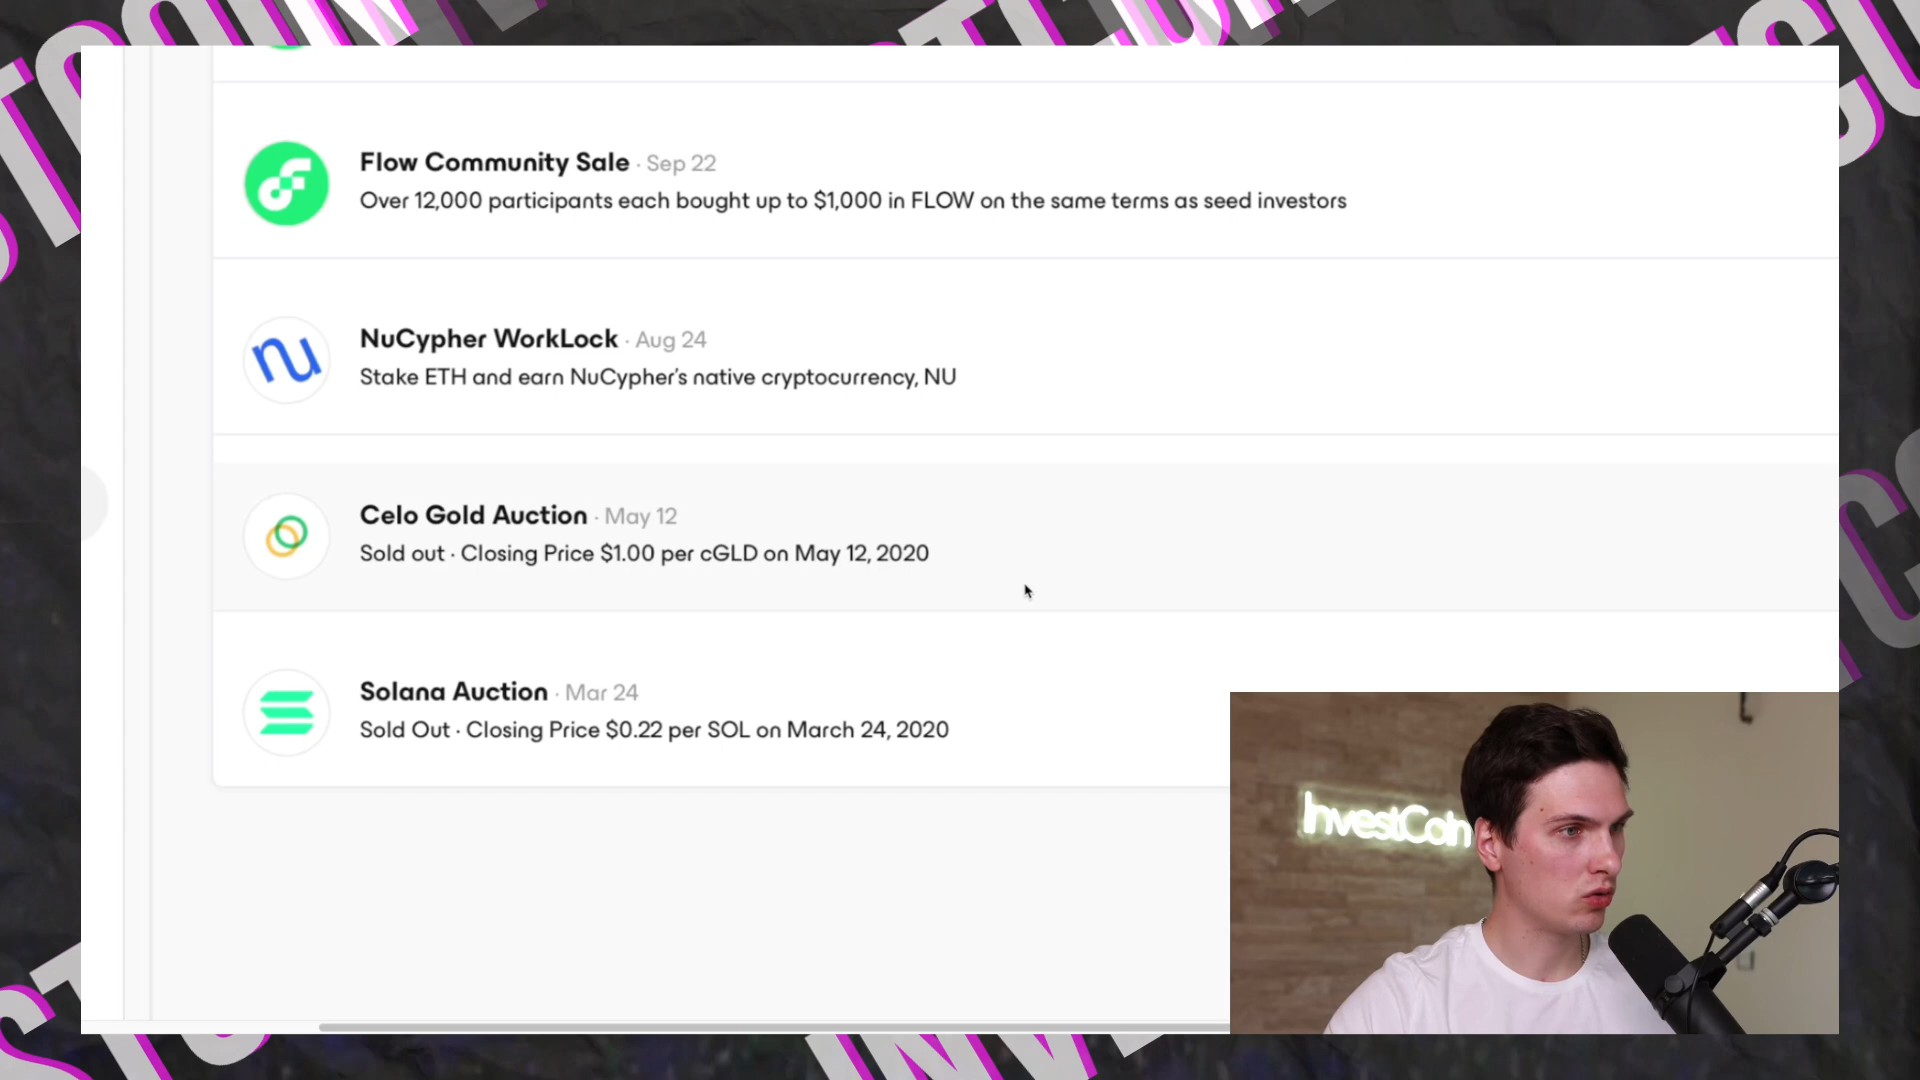 Flow Community Sale · Sep 22
Over 12,000 participants each bought up to $1,000 in FLOW on the same terms as seed investors
NuCypher WorkLock · Aug 24
Stake ETH and earn NuCypher's native cryptocurrency, NU
Celo Gold Auction · May 12
Sold out · Closing Price $1.00 per cGLD on May 12, 2020
Solana Auction · Mar 24
Sold Out · Closing Price $0.22 per SOL on March 24, 2020
InvestCoin